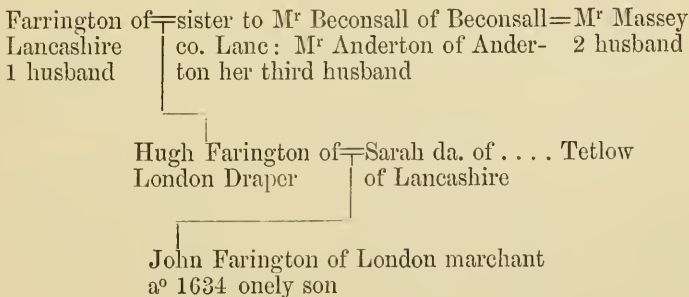 Farrington of=sister to Mʳ Beconsall of Beconsall=Mʳ Massey
Lancashire co. Lanc: Mʳ Anderton of Ander- 2 husband
1 husband ton her third husband
Hugh Farington of=Sarah da. of .... Tetlow
London Draper of Lancashire
John Farington of London marchant
aº 1634 onely son